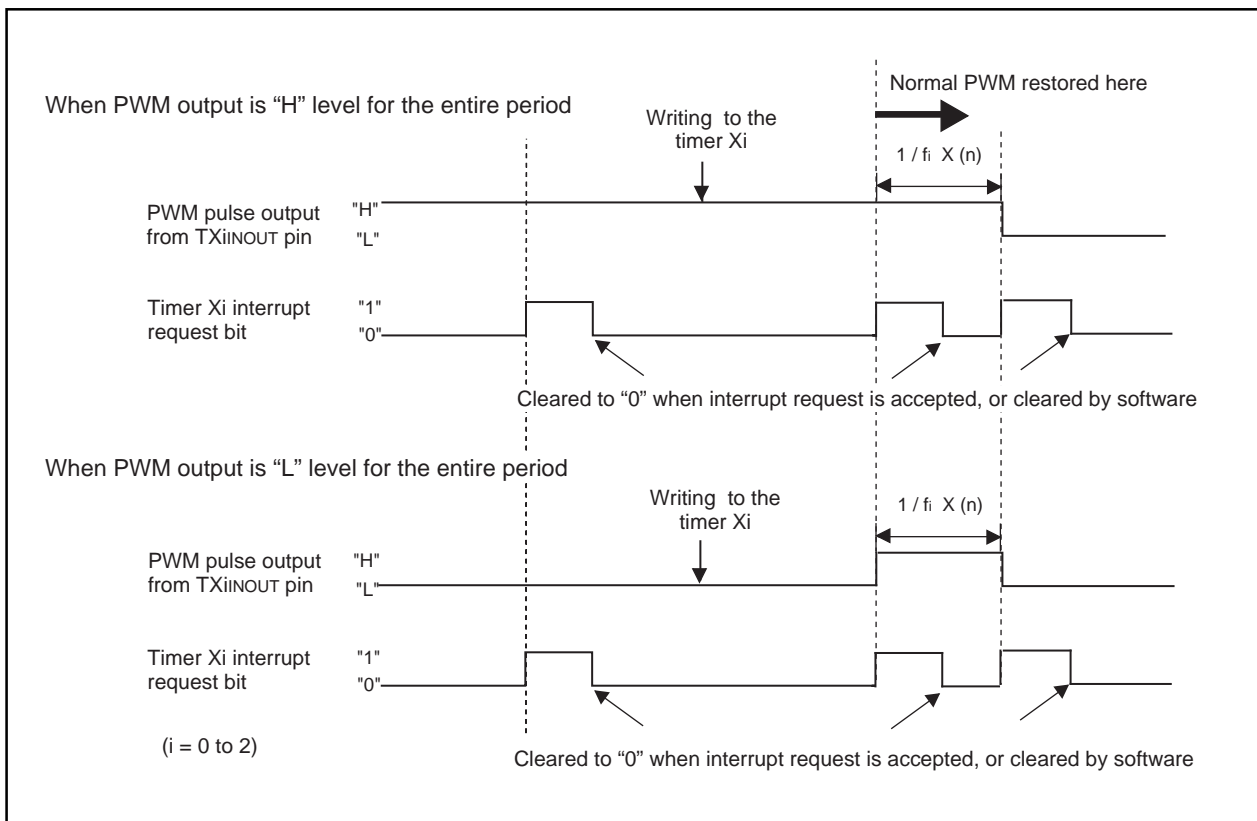 Normal PWM restored here
When PWM output is “H” level for the entire period
Writing to the
timer Xi
1 / fi X (n)
PWM pulse output
from TXiINOUT pin
"H"
"L"
Timer Xi interrupt
request bit
"1"
"0"
Cleared to “0” when interrupt request is accepted, or cleared by software
When PWM output is “L” level for the entire period
Writing to the
timer Xi
1 / fi X (n)
PWM pulse output
from TXiINOUT pin
"H"
"L"
Timer Xi interrupt
request bit
"1"
"0"
(i = 0 to 2)
Cleared to “0” when interrupt request is accepted, or cleared by software